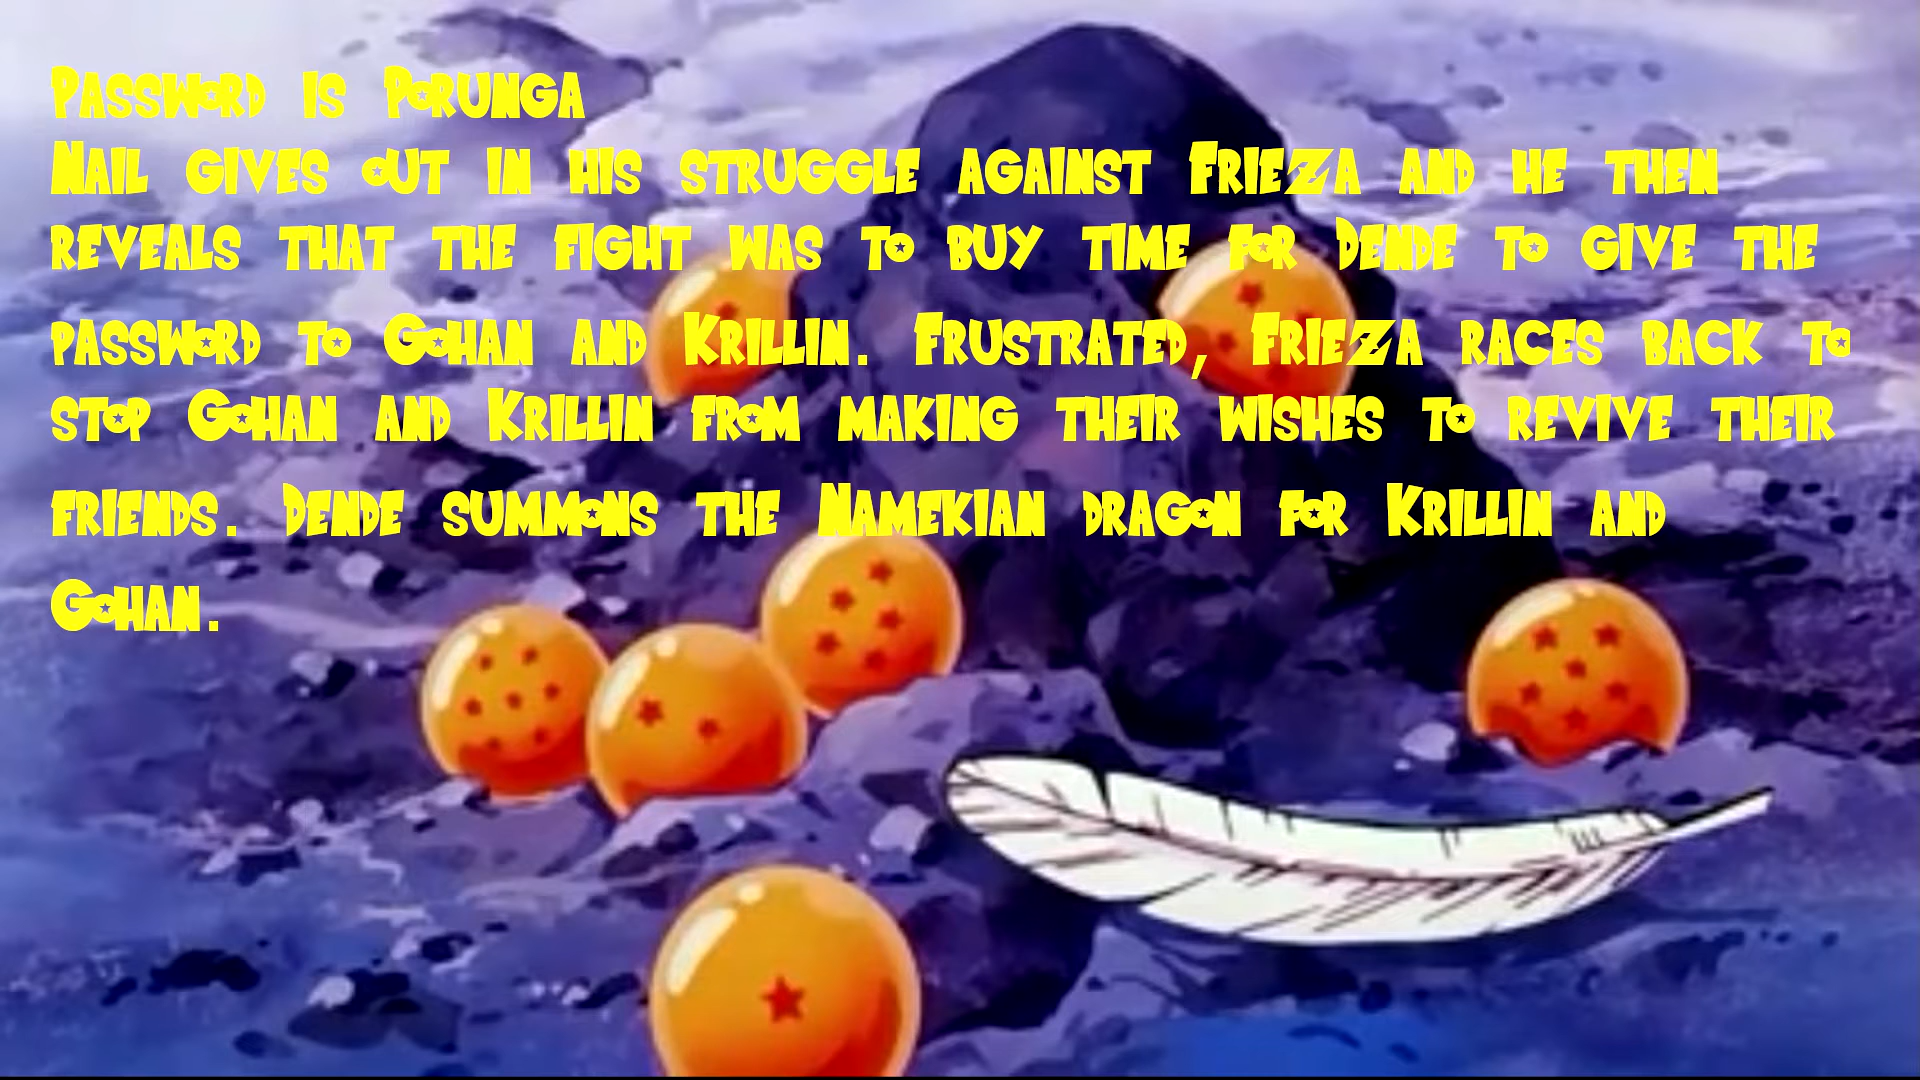 Password is Porunga
Nail gives out in his struggle against Frieza and he then
reveals that the fight was to buy time for Dende to give the
password to Gohan and Krillin. Frustrated, Frieza races back to
stop Gohan and Krillin from making their wishes to revive their
friends. Dende summons the Namekian dragon for Krillin and
Gohan.